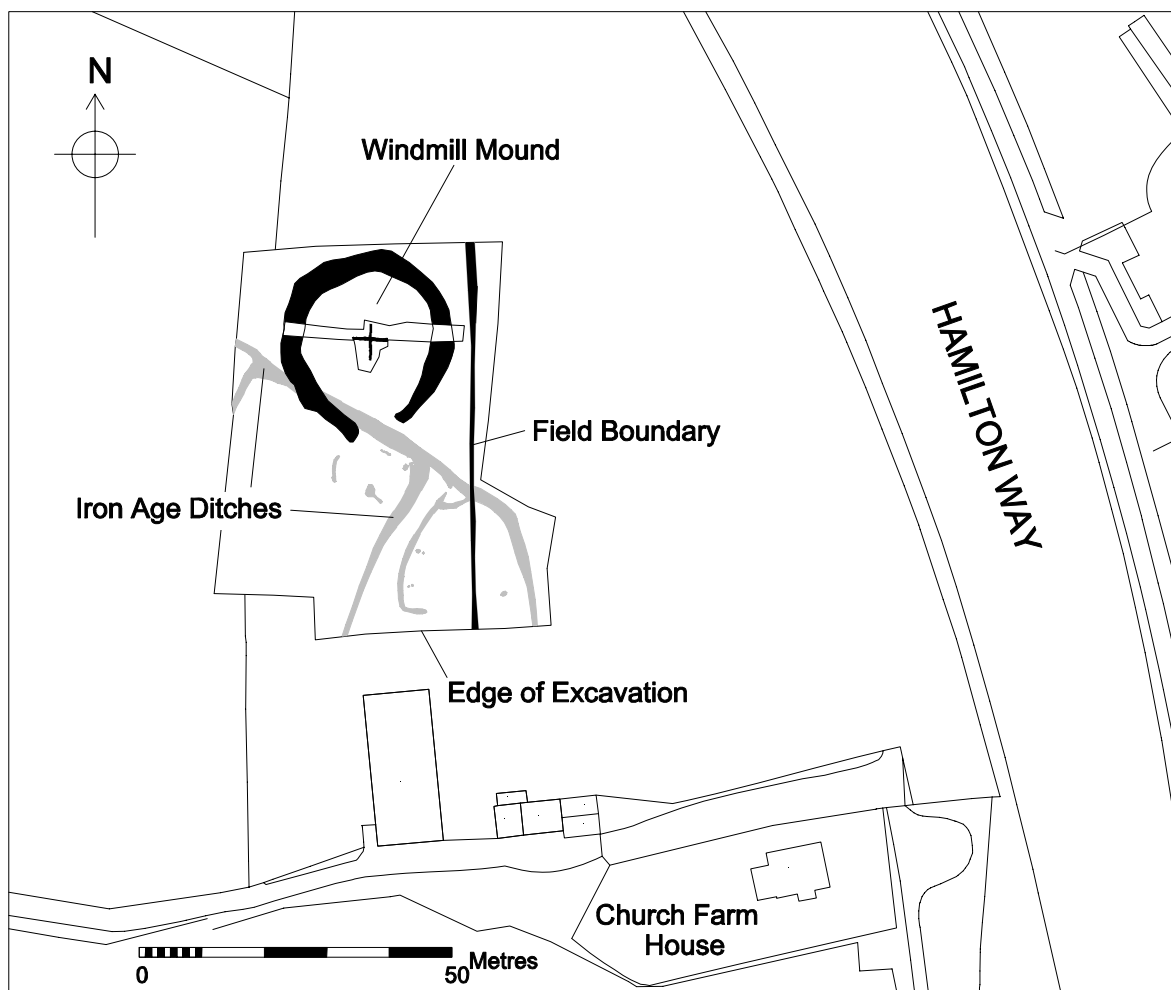 N
Windmill Mound
HAMILTON WAY
Field Boundary
Iron Age Ditches
Edge of Excavation
Church Farm
House
Metres
0
50